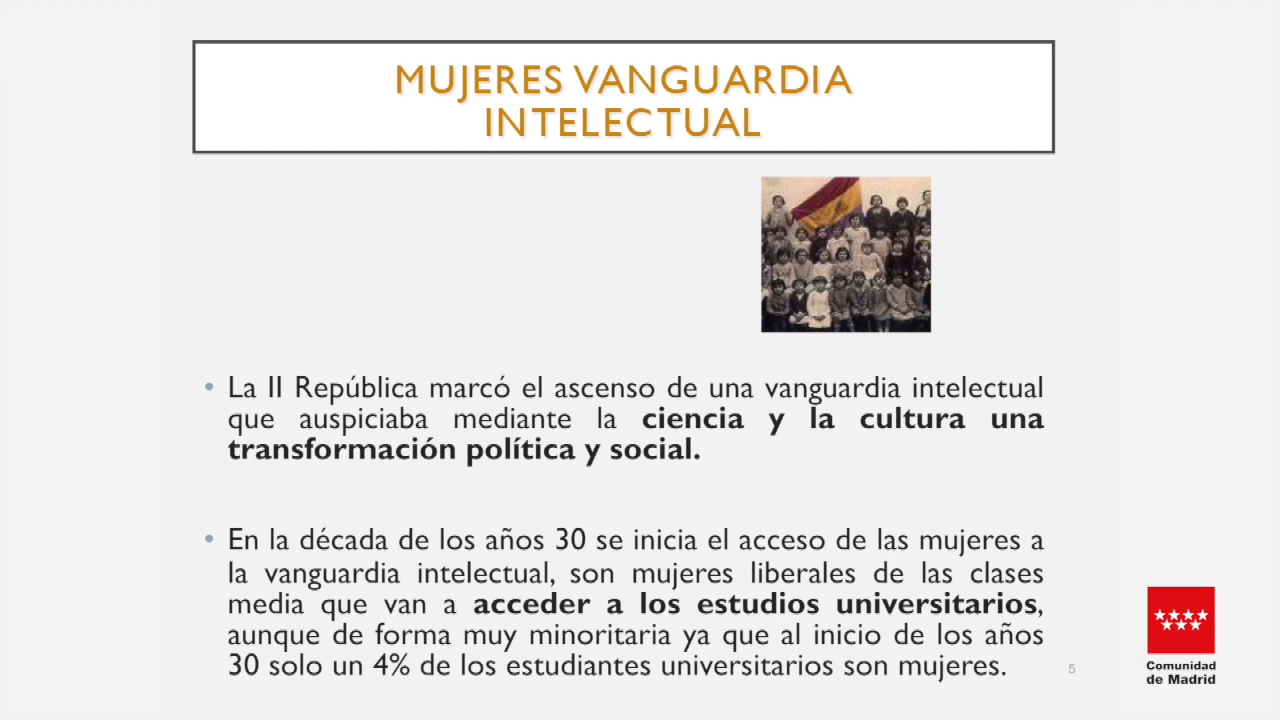 MUJERES VANGUARDIA
INTELECTUAL
• La II República marcó el ascenso de una vanguardia intelectual
que auspiciaba mediante la ciencia y la cultura una
transformación política y social.
• En la década de los años 30 se inicia el acceso de las mujeres a
la vanguardia intelectual, son mujeres liberales de las clases
media que van a acceder a los estudios universitarios,
aunque de forma muy minoritaria ya que al inicio de los años
30 solo un 4% de los estudiantes universitarios son mujeres.
5
Comunidad
de Madrid